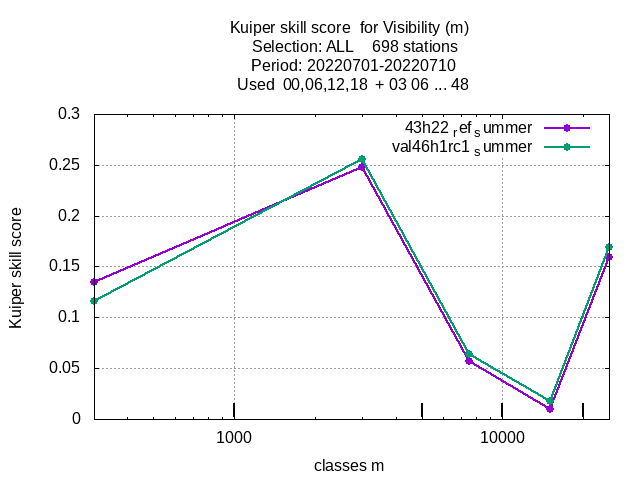 Kuiper skill score  for Visibility (m)
Selection: ALL    698 stations
Period: 20220701-20220710
Used  00,06,12,18  + 03 06 ... 48
43h22 ref summer
val46h1rc1 summer
0.3
0.25
0.2
0.15
0.1
0.05
0
Kuiper skill score
1000 10000
classes m